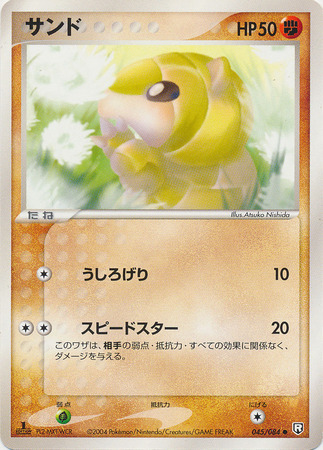 サンド HP50
たね
Illus.Atsuko Nishida
うしろげり 10
スピードスター 20
このワザは、相手の弱点・抵抗力・すべての効果に関係なく、
ダメージを与える。
弱点 抵抗力 にげる
1
©2004 Pokémon/Nintendo/Creatures/GAME FREAK. 045/084 ●
R